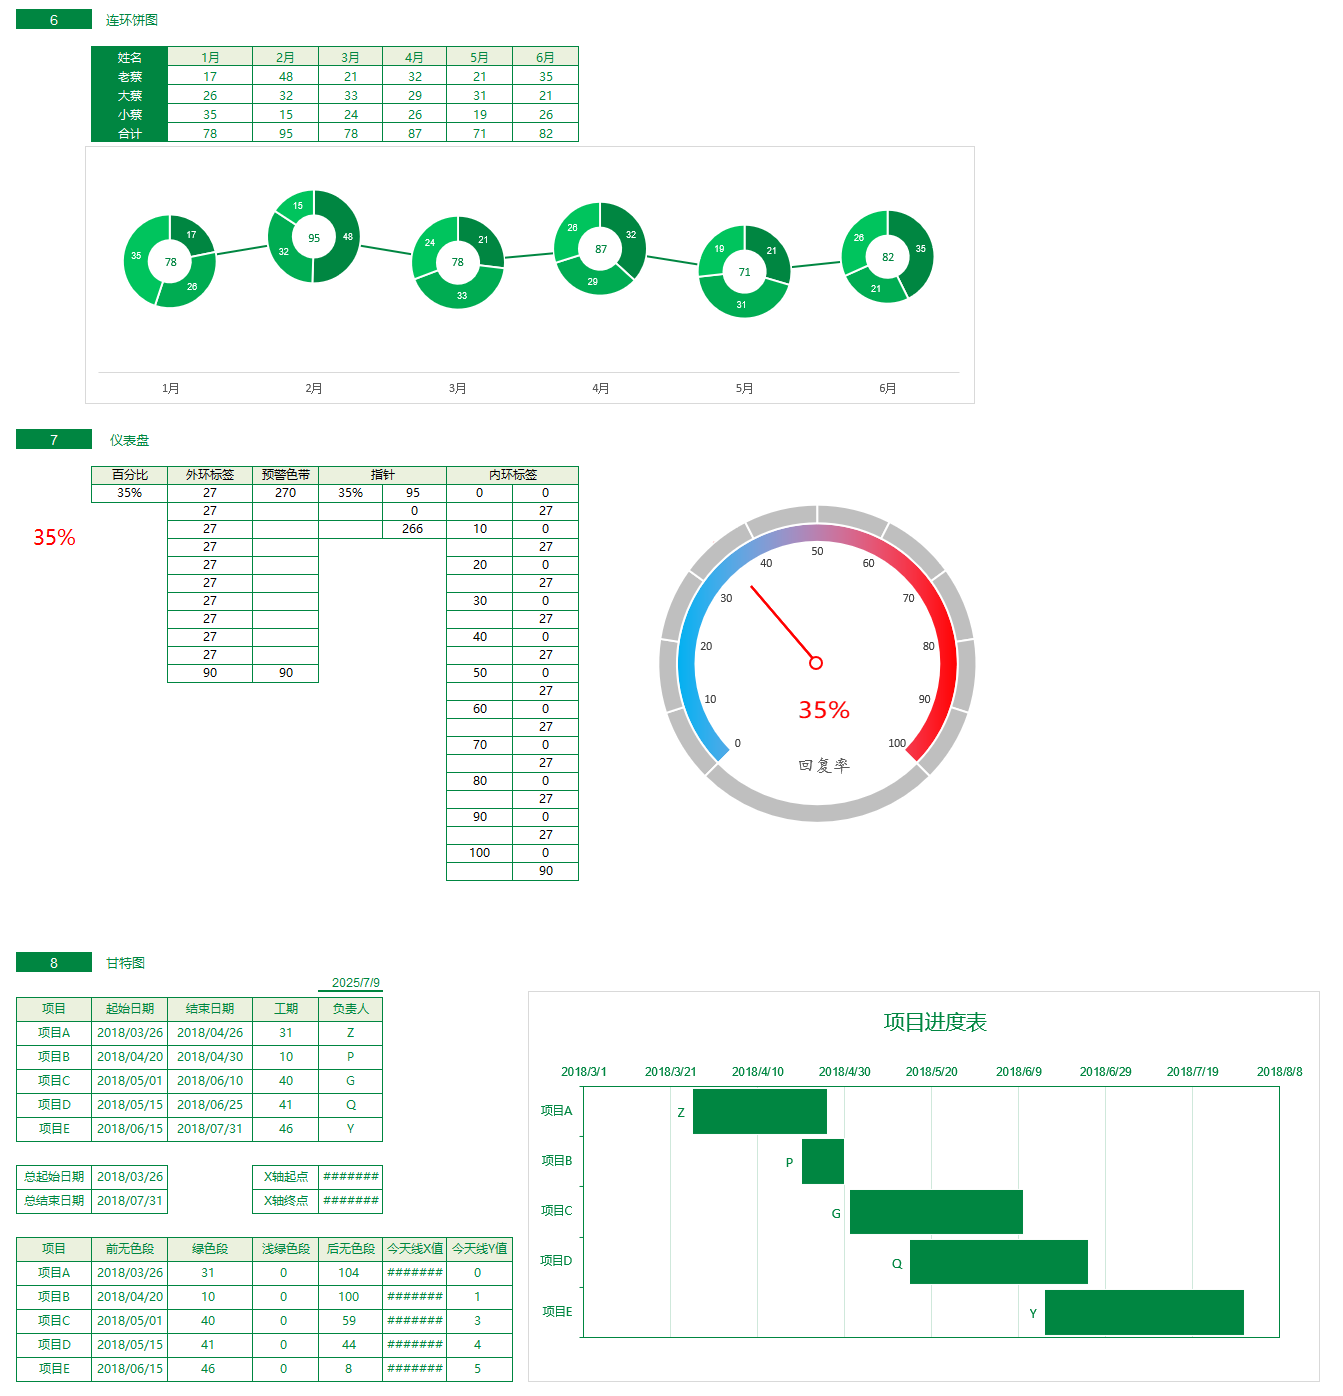 6 连环饼图
姓名 1月 2月 3月 4月 5月 6月
老蔡 17 48 21 32 21 35
大蔡 26 32 33 29 31 21
小蔡 35 15 24 26 19 26
合计 78 95 78 87 71 82
17 26 35 78
48 32 15 95
21 33 24 78
32 29 26 87
21 31 19 71
35 21 26 82
1月 2月 3月 4月 5月 6月
7 仪表盘
百分比 外环标签 预警色带 指针 内环标签
35% 27 270 35% 95 0 0
27 0 27
27 266 10 0
27 27
27 20 0
27 27
27 30 0
27 27
27 40 0
27 27
90 90 50 0
27
60 0
27
70 0
27
80 0
27
90 0
27
100 0
90
35%
0 10 20 30 40 50 60 70 80 90 100
35%
回复率
8 甘特图
2025/7/9
项目 起始日期 结束日期 工期 负责人
项目A 2018/03/26 2018/04/26 31 Z
项目B 2018/04/20 2018/04/30 10 P
项目C 2018/05/01 2018/06/10 40 G
项目D 2018/05/15 2018/06/25 41 Q
项目E 2018/06/15 2018/07/31 46 Y
总起始日期 2018/03/26 X轴起点 #######
总结束日期 2018/07/31 X轴终点 #######
项目 前无色段 绿色段 浅绿色段 后无色段 今天线X值 今天线Y值
项目A 2018/03/26 31 0 104 ####### 0
项目B 2018/04/20 10 0 100 ####### 1
项目C 2018/05/01 40 0 59 ####### 3
项目D 2018/05/15 41 0 44 ####### 4
项目E 2018/06/15 46 0 8 ####### 5
项目进度表
2018/3/1 2018/3/21 2018/4/10 2018/4/30 2018/5/20 2018/6/9 2018/6/29 2018/7/19 2018/8/8
项目A Z
项目B P
项目C G
项目D Q
项目E Y